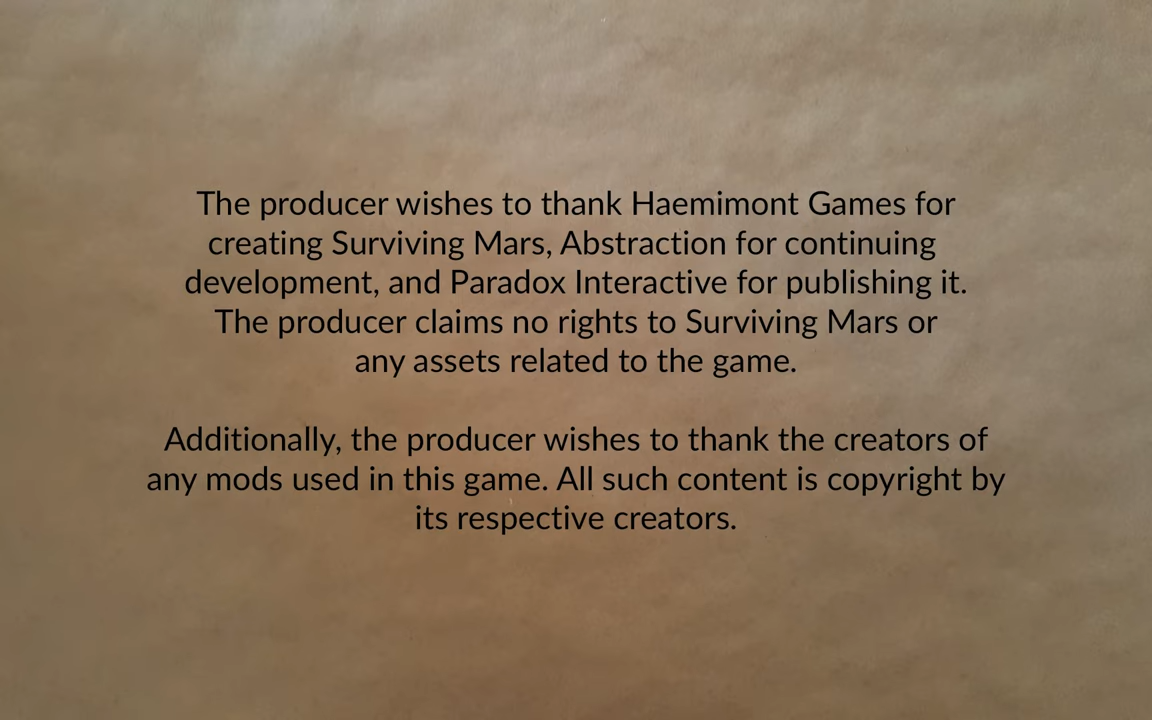 The producer wishes to thank Haemimont Games for
creating Surviving Mars, Abstraction for continuing
development, and Paradox Interactive for publishing it.
The producer claims no rights to Surviving Mars or
any assets related to the game.
Additionally, the producer wishes to thank the creators of
any mods used in this game. All such content is copyright by
its respective creators.